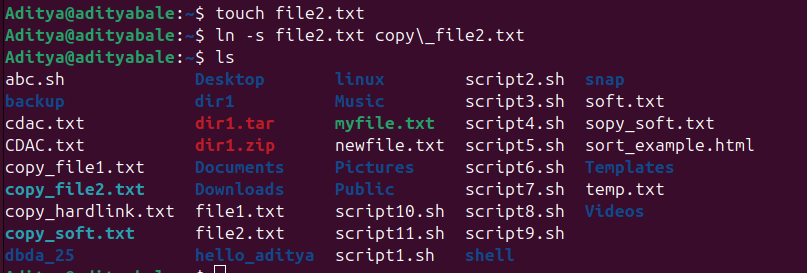 Aditya@adityabale:~$ touch file2.txt
Aditya@adityabale:~$ ln -s file2.txt copy\_file2.txt
Aditya@adityabale:~$ ls
abc.sh Desktop linux script2.sh snap
backup dir1 Music script3.sh soft.txt
cdac.txt dir1.tar myfile.txt script4.sh sopy_soft.txt
CDAC.txt dir1.zip newfile.txt script5.sh sort_example.html
copy_file1.txt Documents Pictures script6.sh Templates
copy_file2.txt Downloads Public script7.sh temp.txt
copy_hardlink.txt file1.txt script10.sh script8.sh Videos
copy_soft.txt file2.txt script11.sh script9.sh
dbda_25 hello_aditya script1.sh shell
Aditya@adityabale:~$